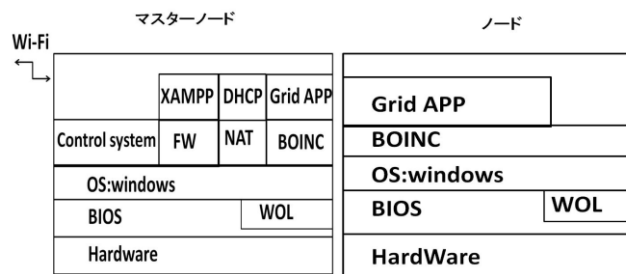 マスターノード
Wi-Fi
XAMPP DHCP Grid APP
Control system FW NAT BOINC
OS:windows
BIOS WOL
Hardware
ノード
Grid APP
BOINC
OS:windows
BIOS WOL
HardWare